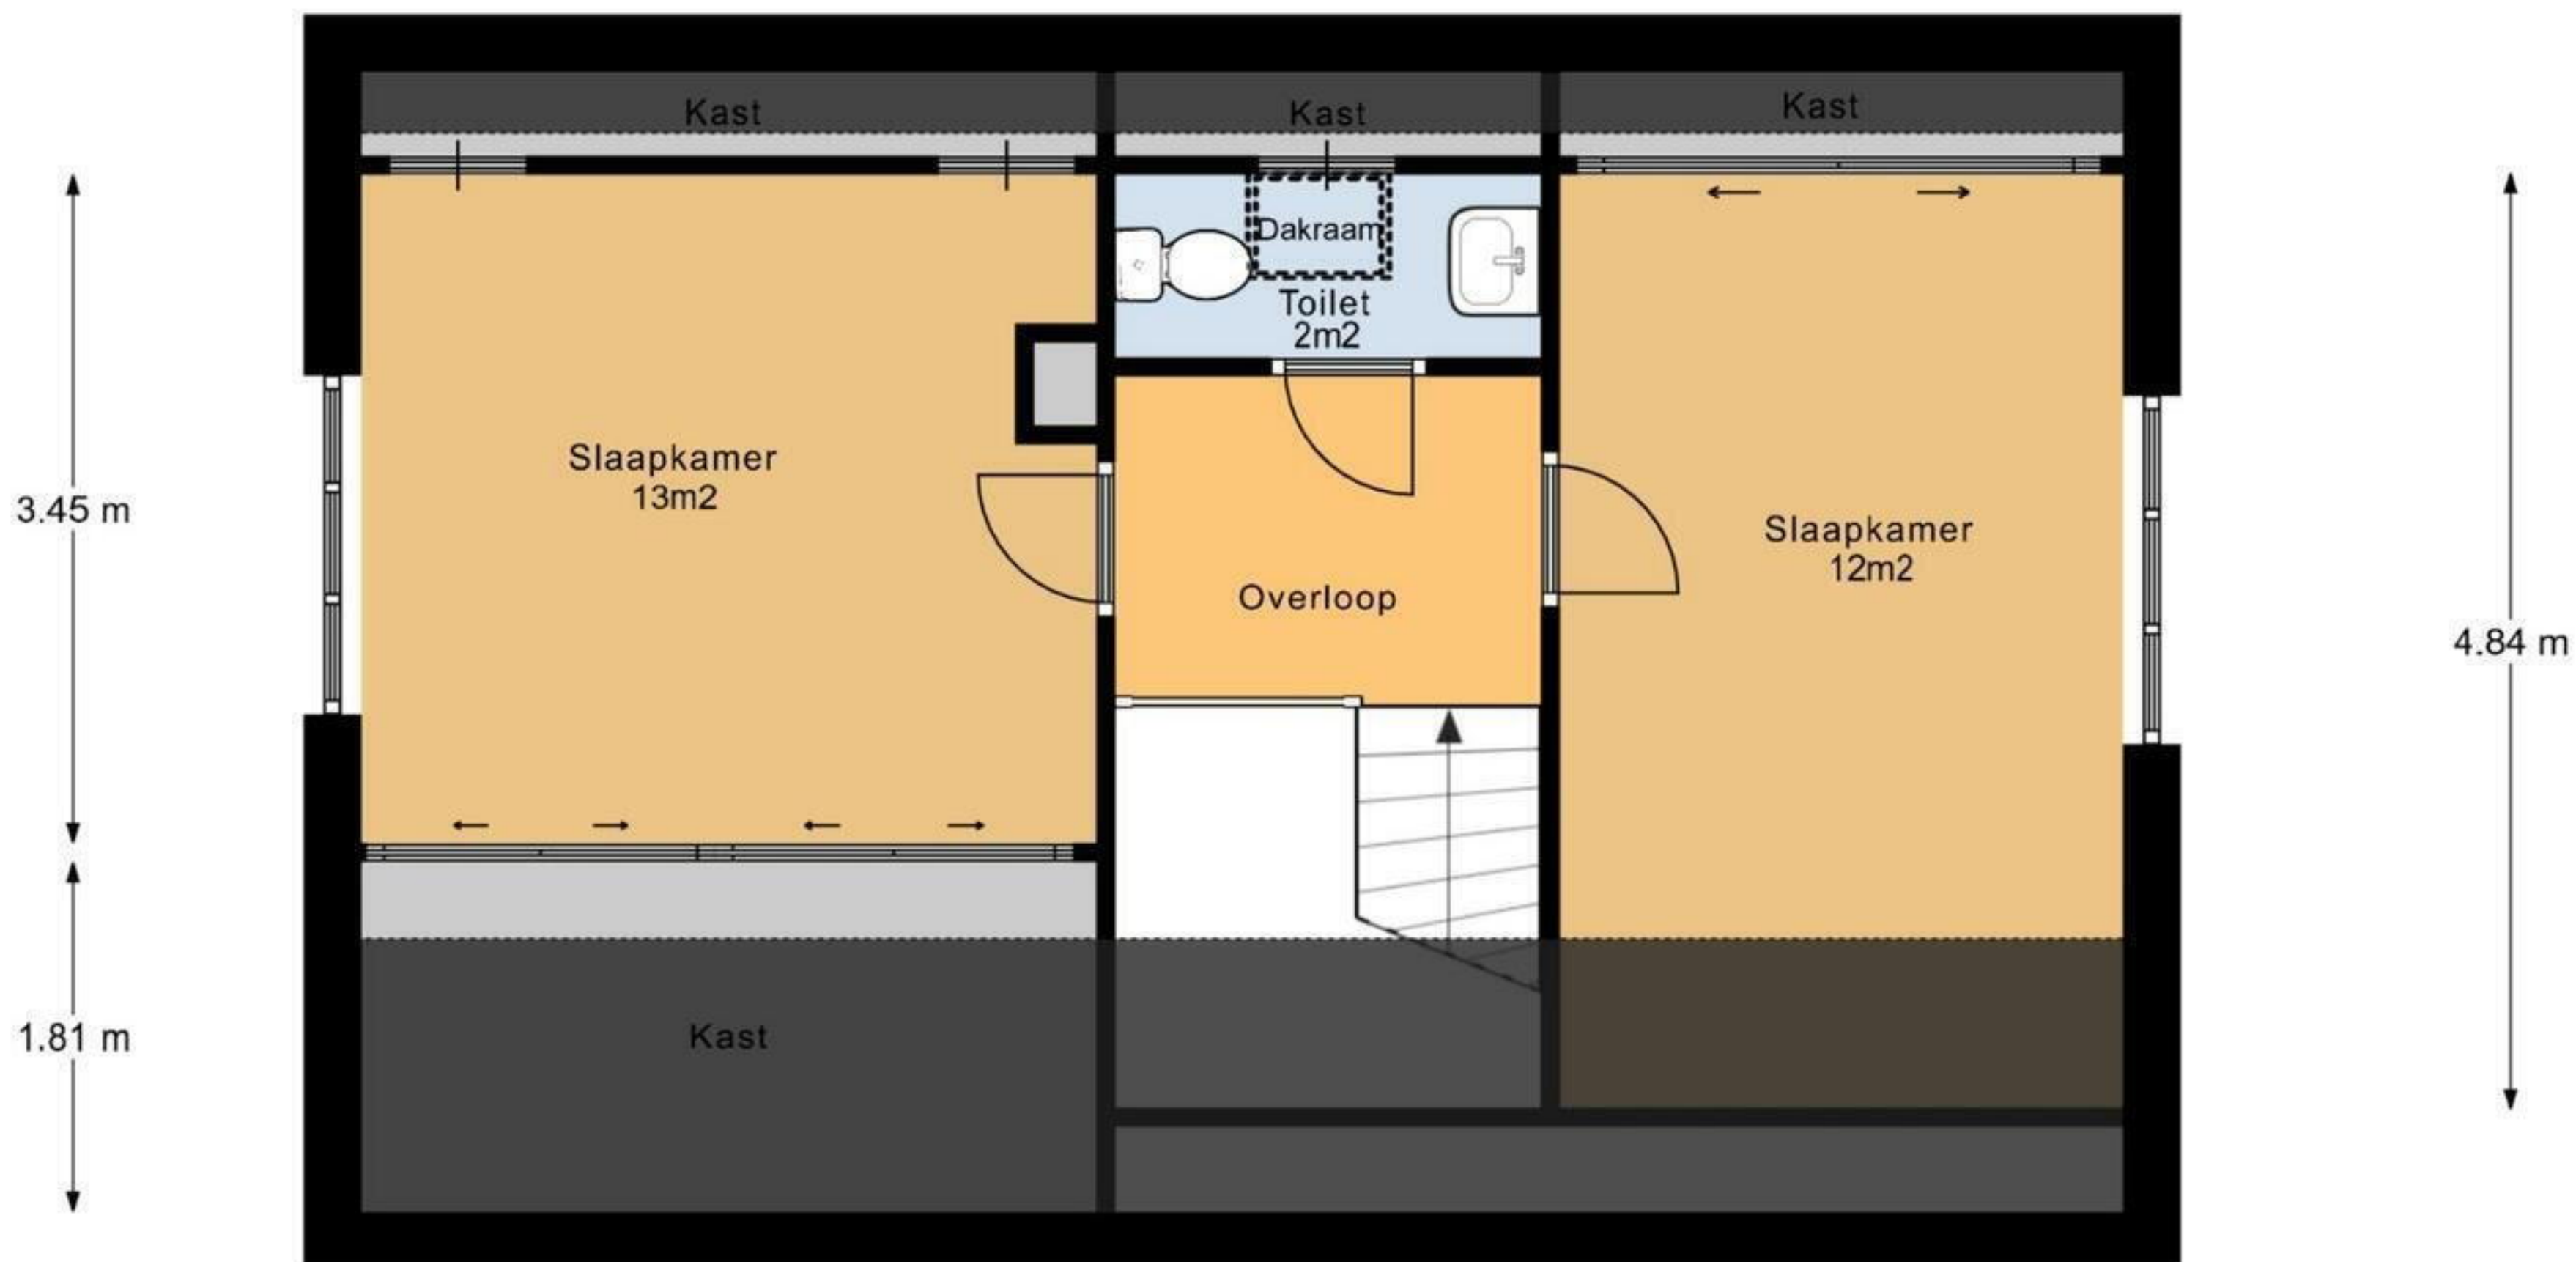 Kast
Kast
Kast
Dakraam
Toilet
2m2
Slaapkamer
13m2
3.45 m
Slaapkamer
12m2
Overloop
4.84 m
Kast
1.81 m